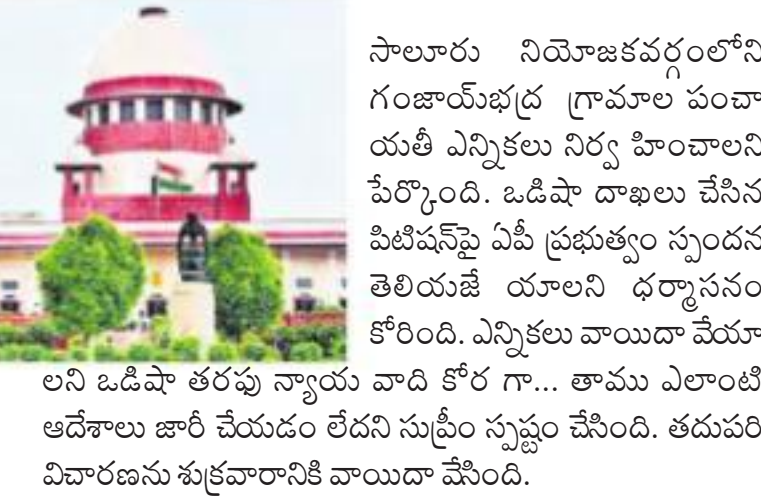 సాలూరు నియోజకవర్గంలోని
గంజాయ్‌భద్ర గ్రామాల పంచా
యతీ ఎన్నికలు నిర్వ హించాలని
పేర్కొంది. ఒడిషా దాఖలు చేసిన
పిటిషన్‌పై ఏపీ ప్రభుత్వం స్పందన
తెలియజే యాలని ధర్మాసనం
కోరింది. ఎన్నికలు వాయిదా వేయా
లని ఒడిషా తరఫు న్యాయ వాది కోర గా... తాము ఎలాంటి
ఆదేశాలు జారీ చేయడం లేదని సుప్రీం స్పష్టం చేసింది. తదుపరి
విచారణను శుక్రవారానికి వాయిదా వేసింది.